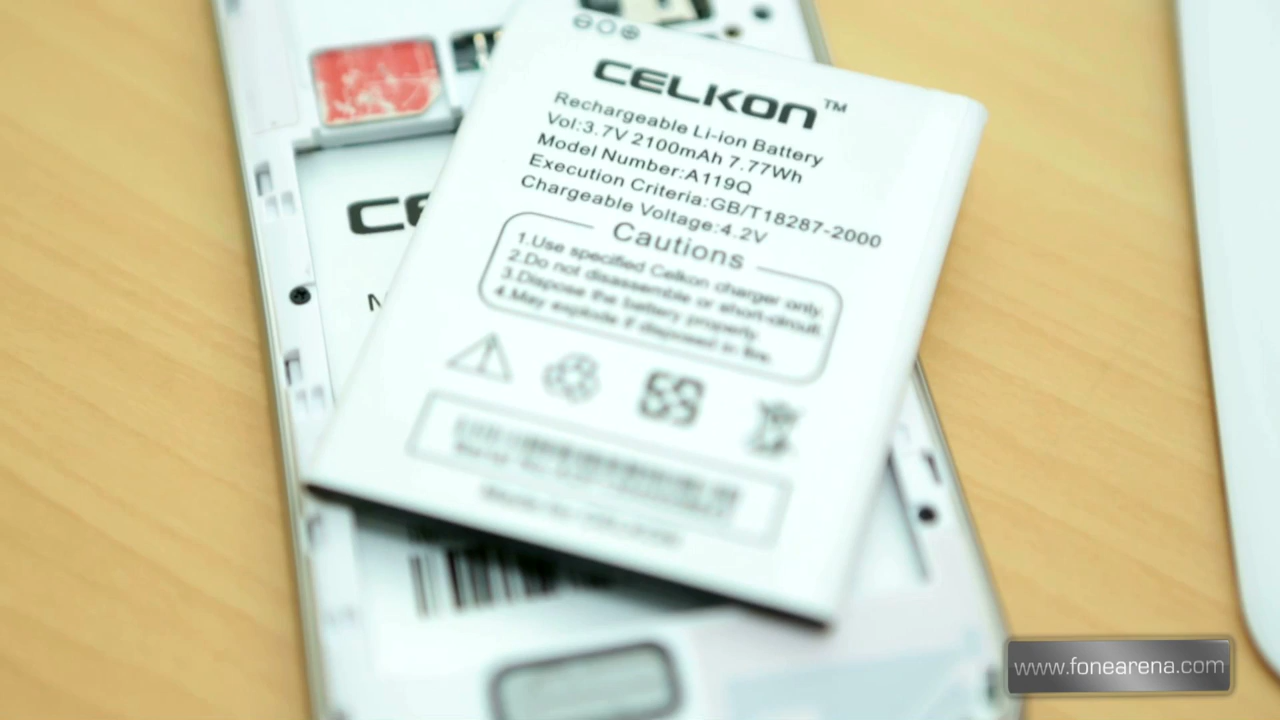 CELKON™
Rechargeable Li-ion Battery
Vol:3.7V 2100mAh 7.77Wh
Model Number:A119Q
Execution Criteria:GB/T18287-2000
Chargeable Voltage:4.2V
Cautions
1.Use specified Celkon charger only.
2.Do not disassemble or short-circuit.
3.Dispose the battery properly.
4.May explode if disposed in fire.
CE
www.fonearena.com